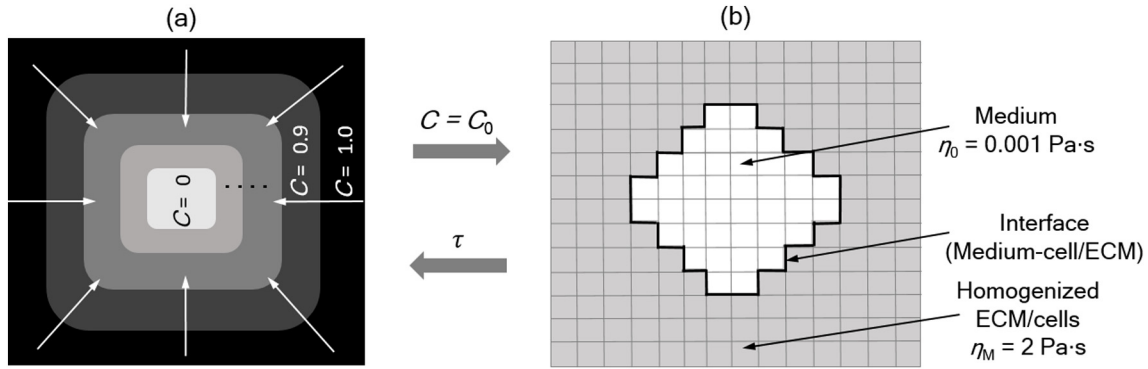 (a)
C = 0
C = 0.9
C = 1.0
C = C₀
τ
(b)
Medium
η₀ = 0.001 Pa·s
Interface
(Medium-cell/ECM)
Homogenized
ECM/cells
η_M = 2 Pa·s